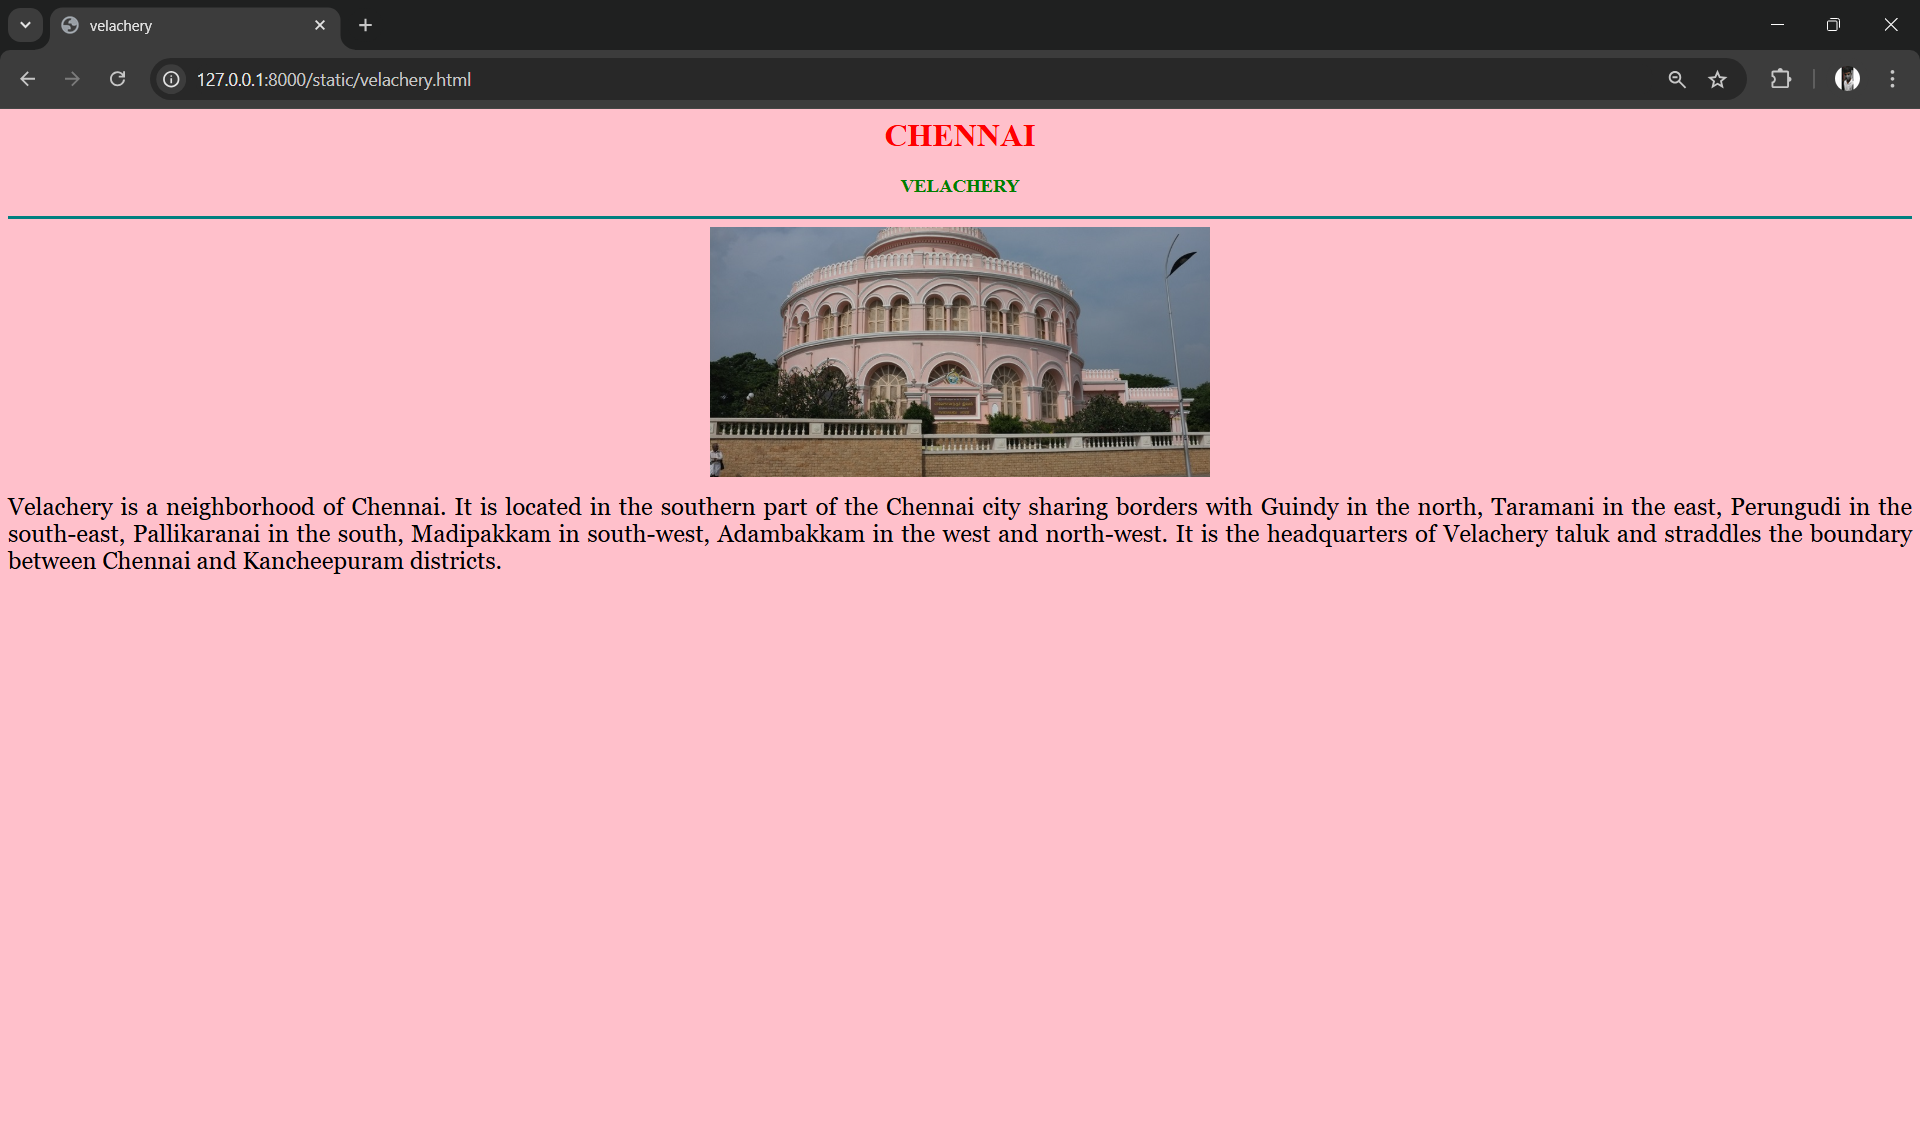 velachery
127.0.0.1:8000/static/velachery.html
CHENNAI
VELACHERY
Velachery is a neighborhood of Chennai. It is located in the southern part of the Chennai city sharing borders with Guindy in the north, Taramani in the east, Perungudi in the
south-east, Pallikaranai in the south, Madipakkam in south-west, Adambakkam in the west and north-west. It is the headquarters of Velachery taluk and straddles the boundary
between Chennai and Kancheepuram districts.